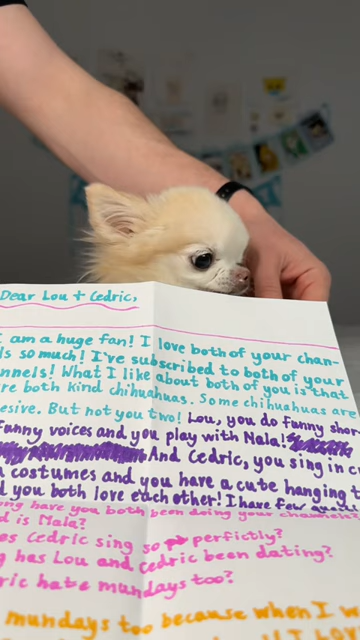 Dear Lou + Cedric,
I am a huge fan! I love both of your chan-
ls so much! I've subscribed to both of your
nnels! What I like about both of you is that
re both kind chihuahuas. Some chihuahuas are
esive. But not you two! Lou, you do funny shor
funny voices and you play with Nala!
And Cedric, you sing in c
costumes and you have a cute hanging t
d you both love each other! I have few
ong have you both been doing your channels?
d is Nala?
es Cedric sing so perfictly?
g has Lou and Cedric been dating?
ric hate mundays too?
mundays too because when I w